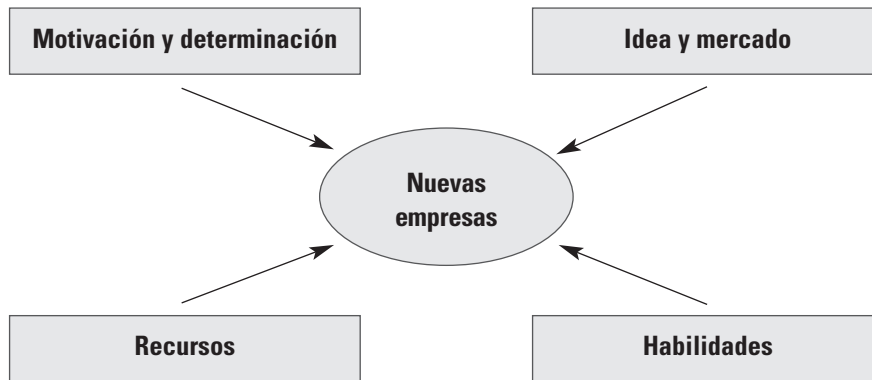 Motivación y determinación
Idea y mercado
Nuevas
empresas
Recursos
Habilidades